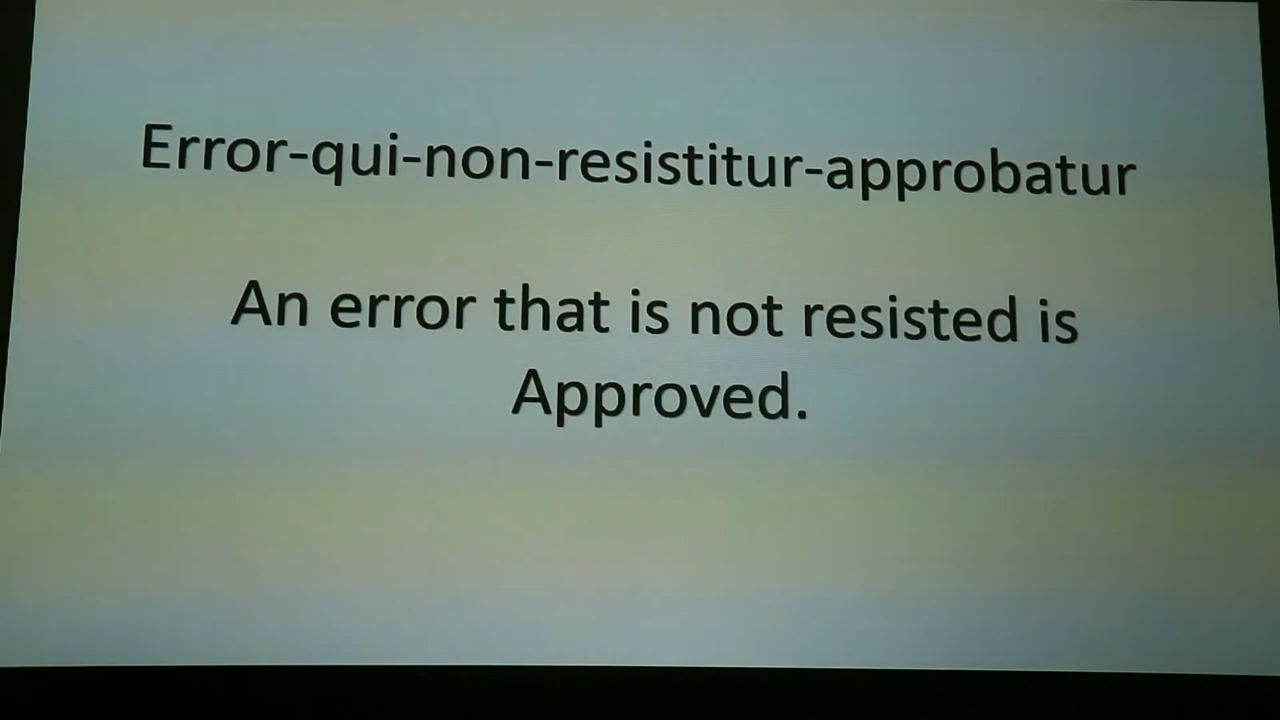 Error-qui-non-resistitur-approbatur
An error that is not resisted is
Approved.